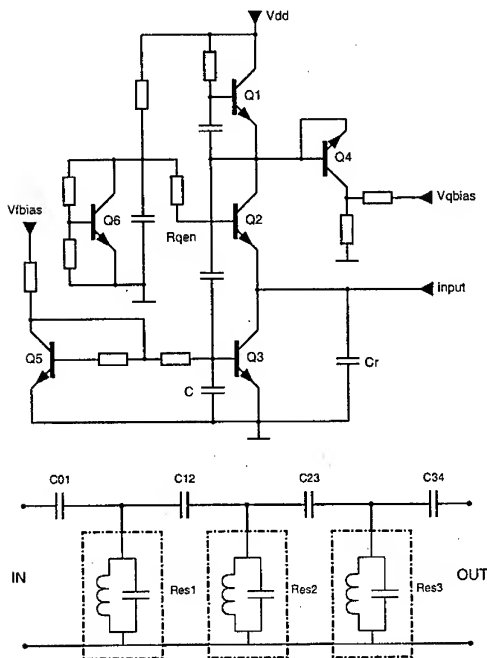 Vdd
Q1
Q4
Vqbias
Vfbias
Q6
Rqen
Q2
input
Q5
Q3
C
Cr
C01
C12
C23
C34
IN
Res1
Res2
Res3
OUT